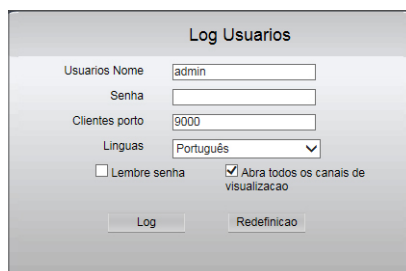 Log Usuarios
Usuarios Nome admin
Senha
Clientes porto 9000
Linguas Português
Lembre senha Abra todos os canais de
visualizacao
Log Redefinicao